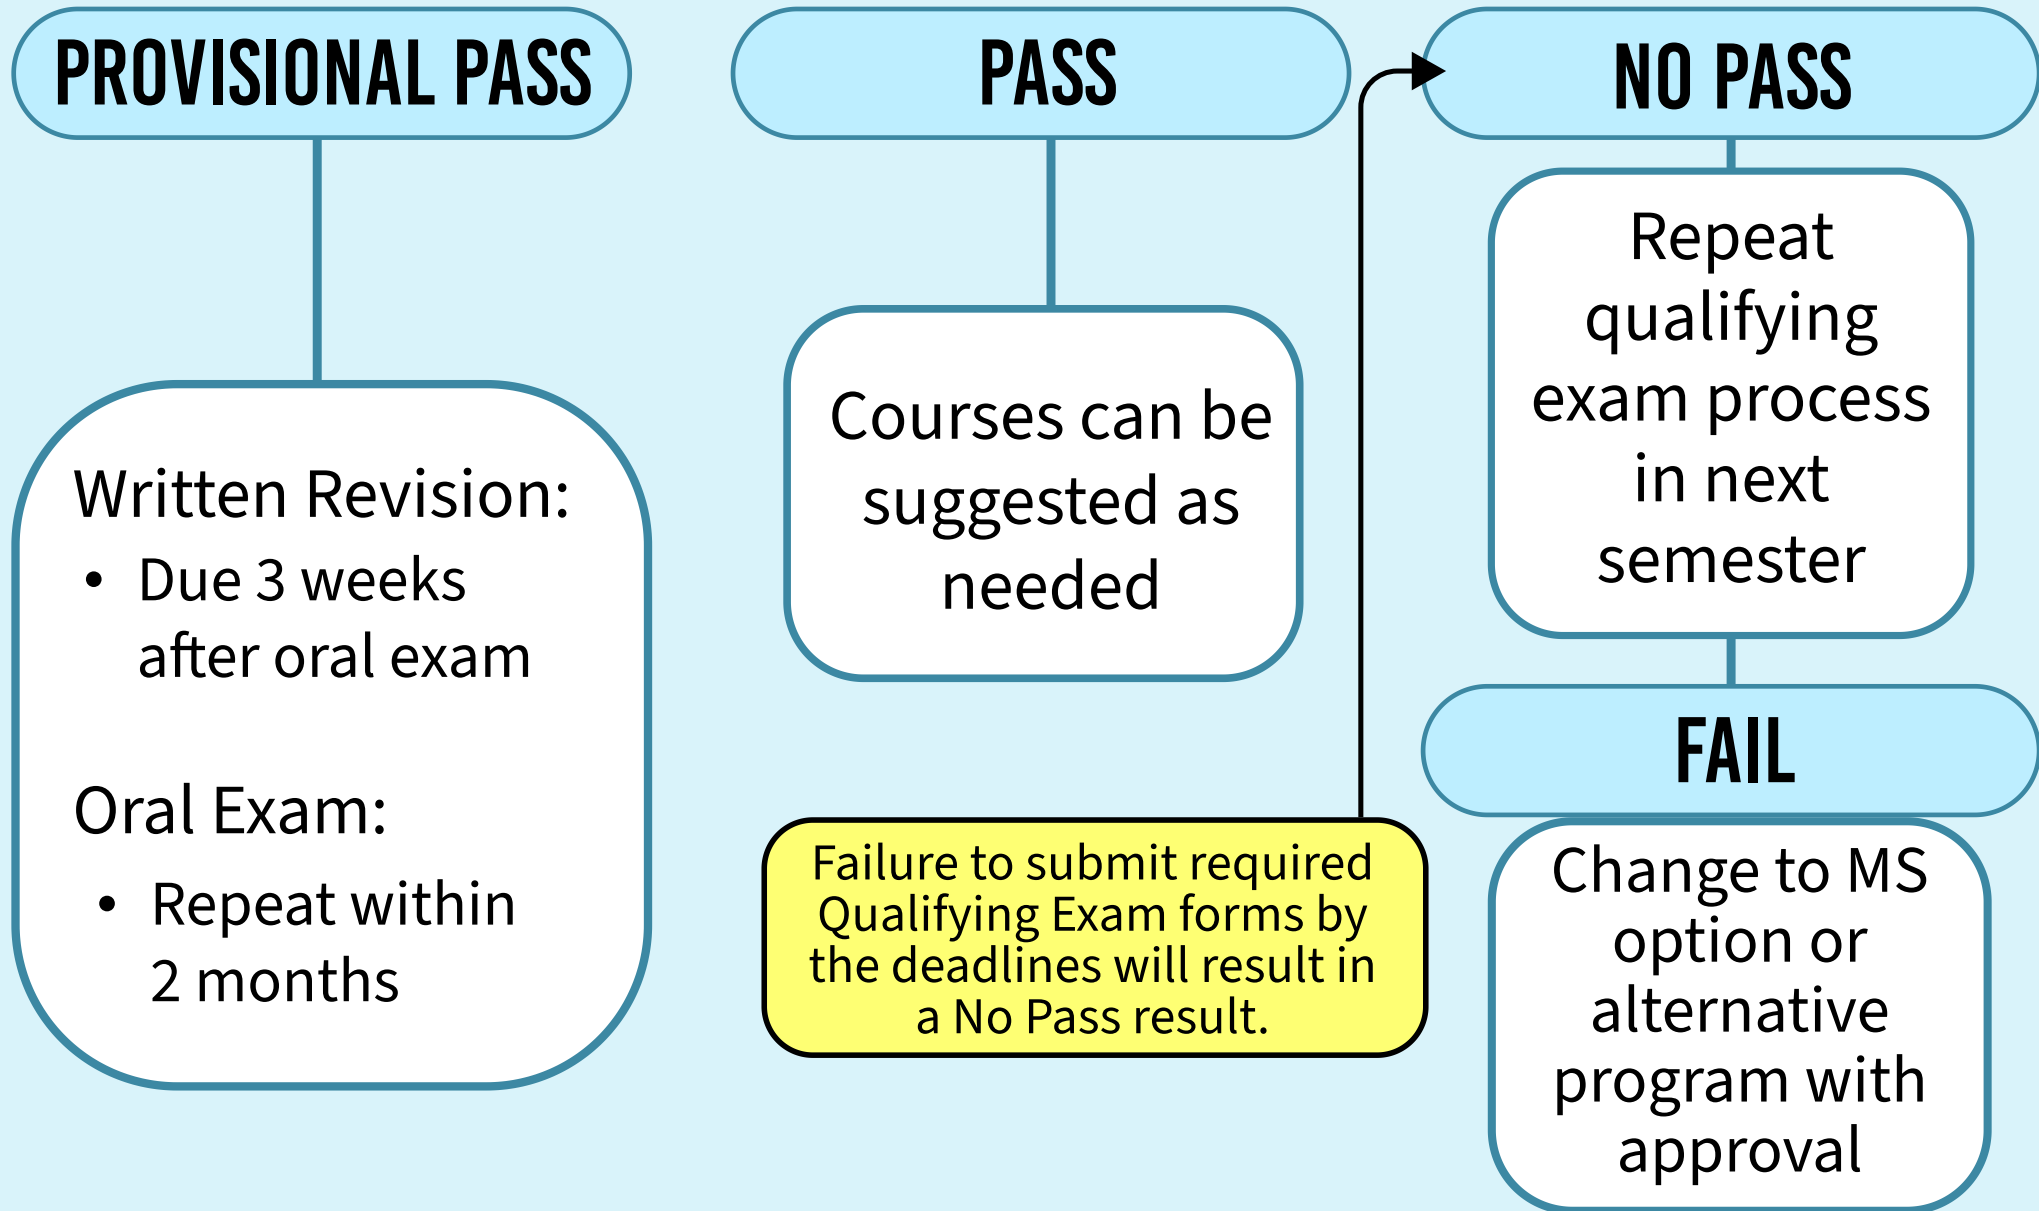 PROVISIONAL PASS
Written Revision:
• Due 3 weeks
after oral exam
Oral Exam:
• Repeat within
2 months
PASS
Courses can be
suggested as
needed
Failure to submit required
Qualifying Exam forms by
the deadlines will result in
a No Pass result.
NO PASS
Repeat
qualifying
exam process
in next
semester
FAIL
Change to MS
option or
alternative
program with
approval